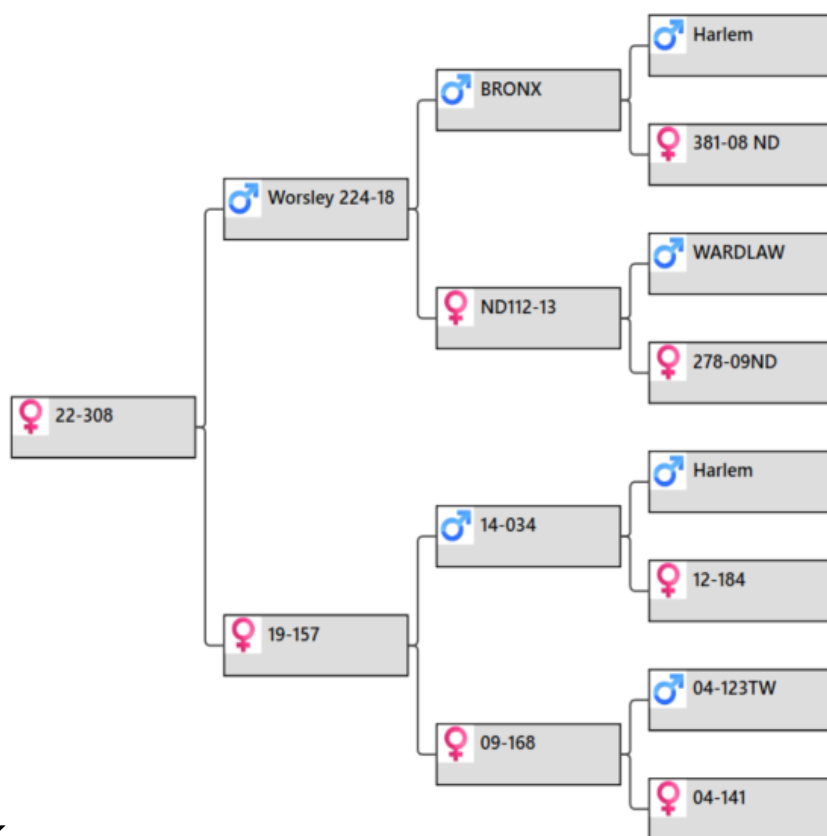 Harlem
BRONX
381-08 ND
Worsley 224-18
WARDLAW
ND112-13
278-09ND
22-308
Harlem
14-034
12-184
19-157
04-123TW
09-168
04-141